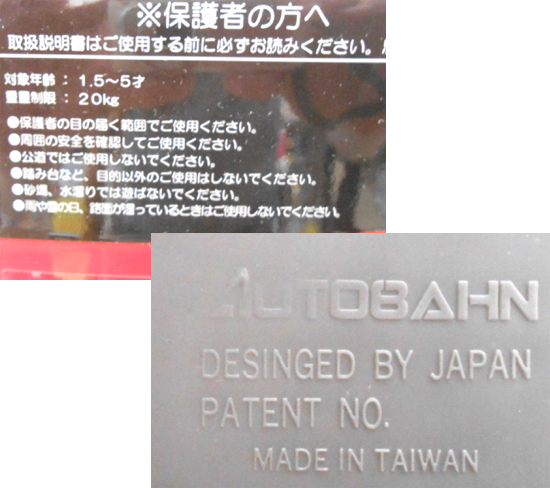 ※保護者の方へ
取扱説明書はご使用する前に必ずお読みください。
対象年齢：1.5〜5才
重量制限：20kg
●保護者の目の届く範囲でご使用ください。
●周囲の安全を確認してご使用ください。
●公道ではご使用しないでください。
●踏み台など、目的以外のご使用はしないでください。
●砂場、水溜りでは遊ばないでください。
●雨や雪の日、路面が湿っているときはご使用しないでください。
AUTOBAHN
DESINGED BY JAPAN
PATENT NO.
MADE IN TAIWAN